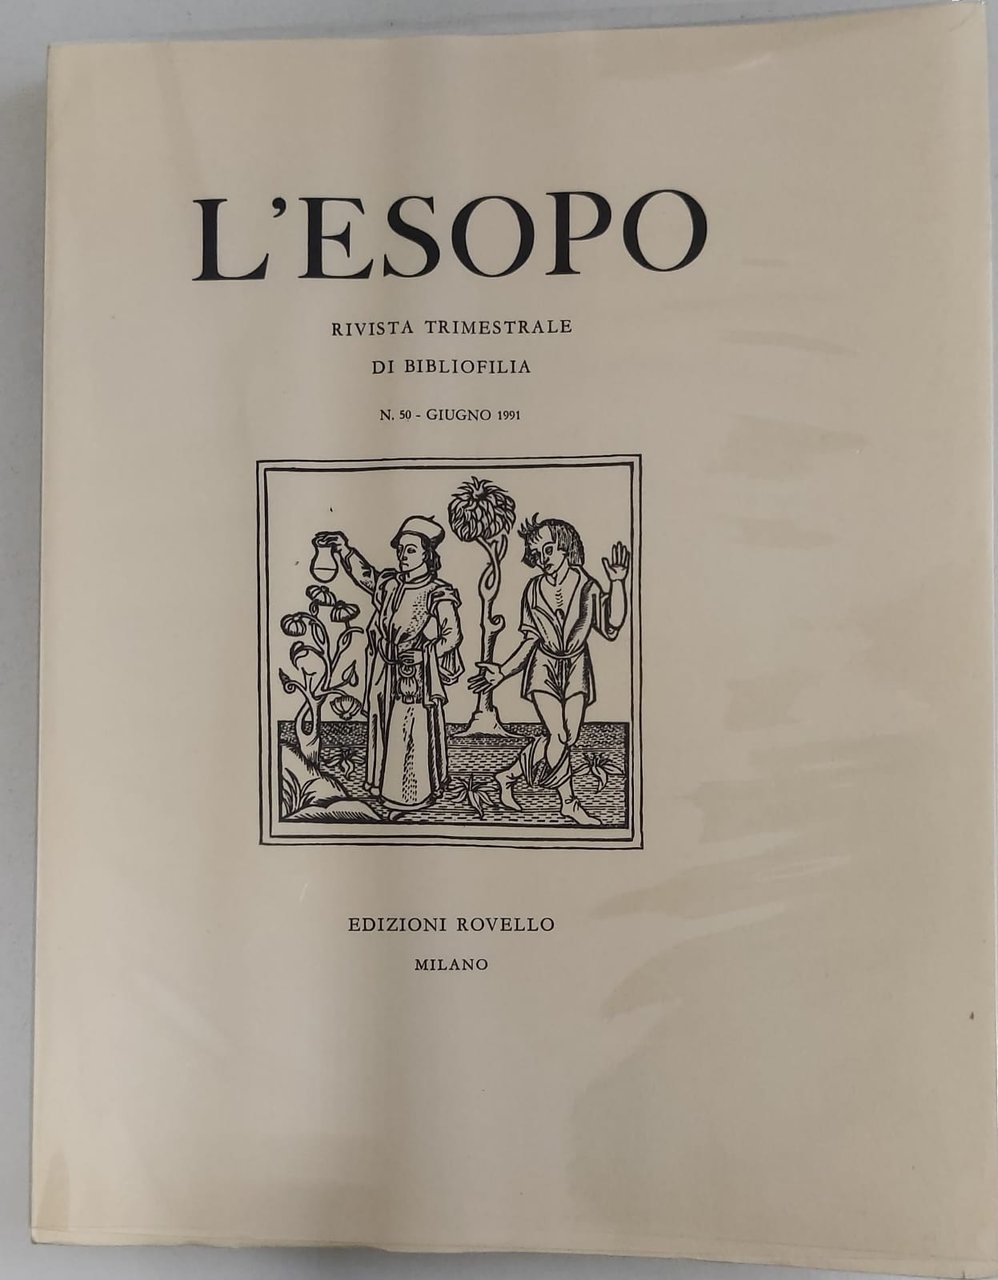 L'ESOPO
RIVISTA TRIMESTRALE
DI BIBLIOFILIA
N. 50 - GIUGNO 1991
EDIZIONI ROVELLO
MILANO